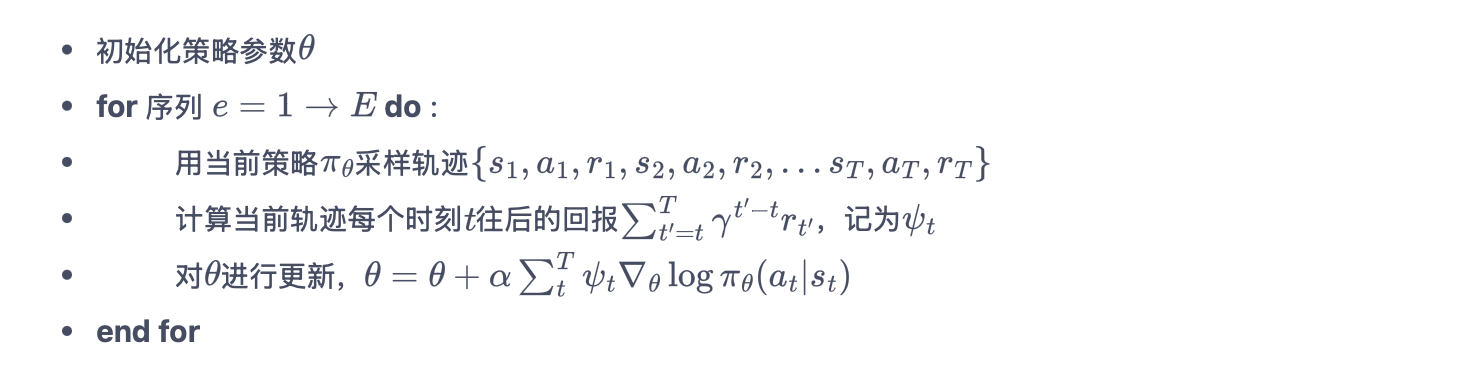 • 初始化策略参数θ
• for 序列 e = 1 → E do :
• 用当前策略π_θ采样轨迹{s_1, a_1, r_1, s_2, a_2, r_2, … s_T, a_T, r_T}
• 计算当前轨迹每个时刻t往后的回报∑_{t'=t}^{T} γ^{t'−t} r_{t'}，记为ψ_t
• 对θ进行更新，θ = θ + α ∑_t^T ψ_t ∇_θ log π_θ(a_t|s_t)
• end for